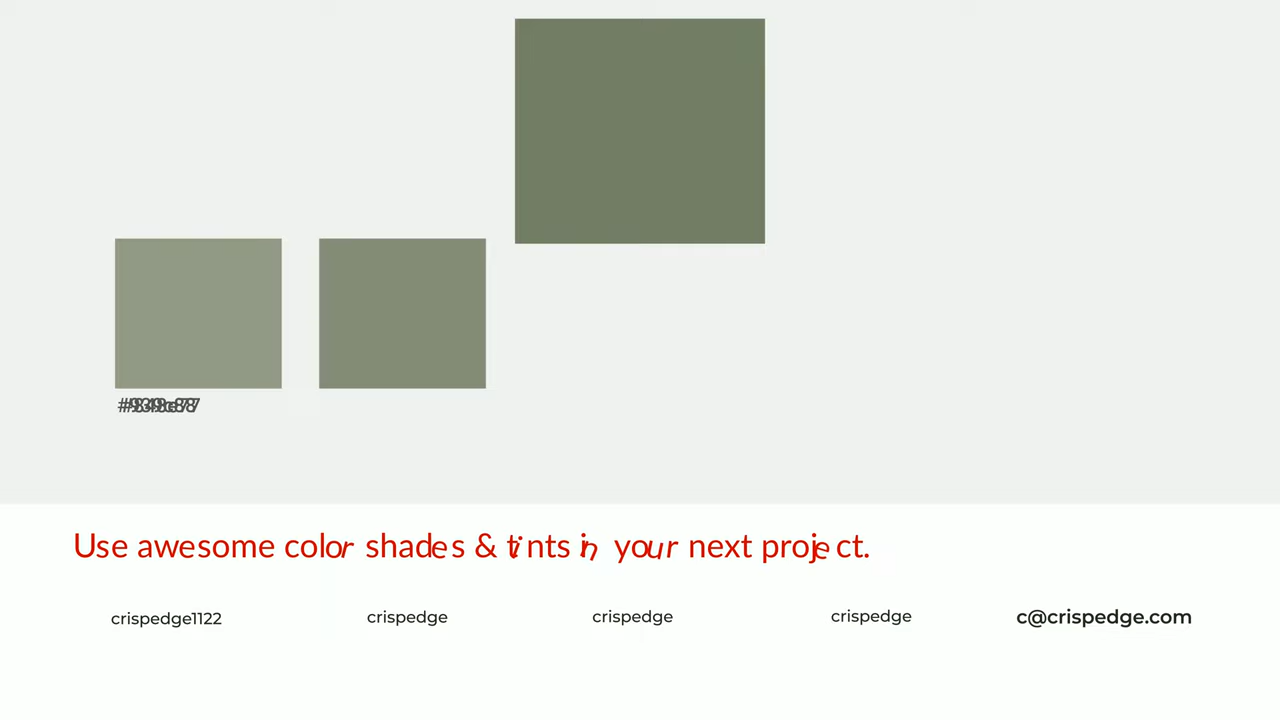 Use awesome color shades & tints in your next project.
crispedge1122 crispedge crispedge crispedge c@crispedge.com